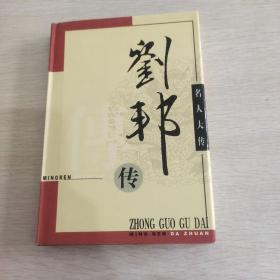 劉邦
传
名人大传
MINGREN
ZHONG GUO GU DAI
MING REN DA ZHUAN